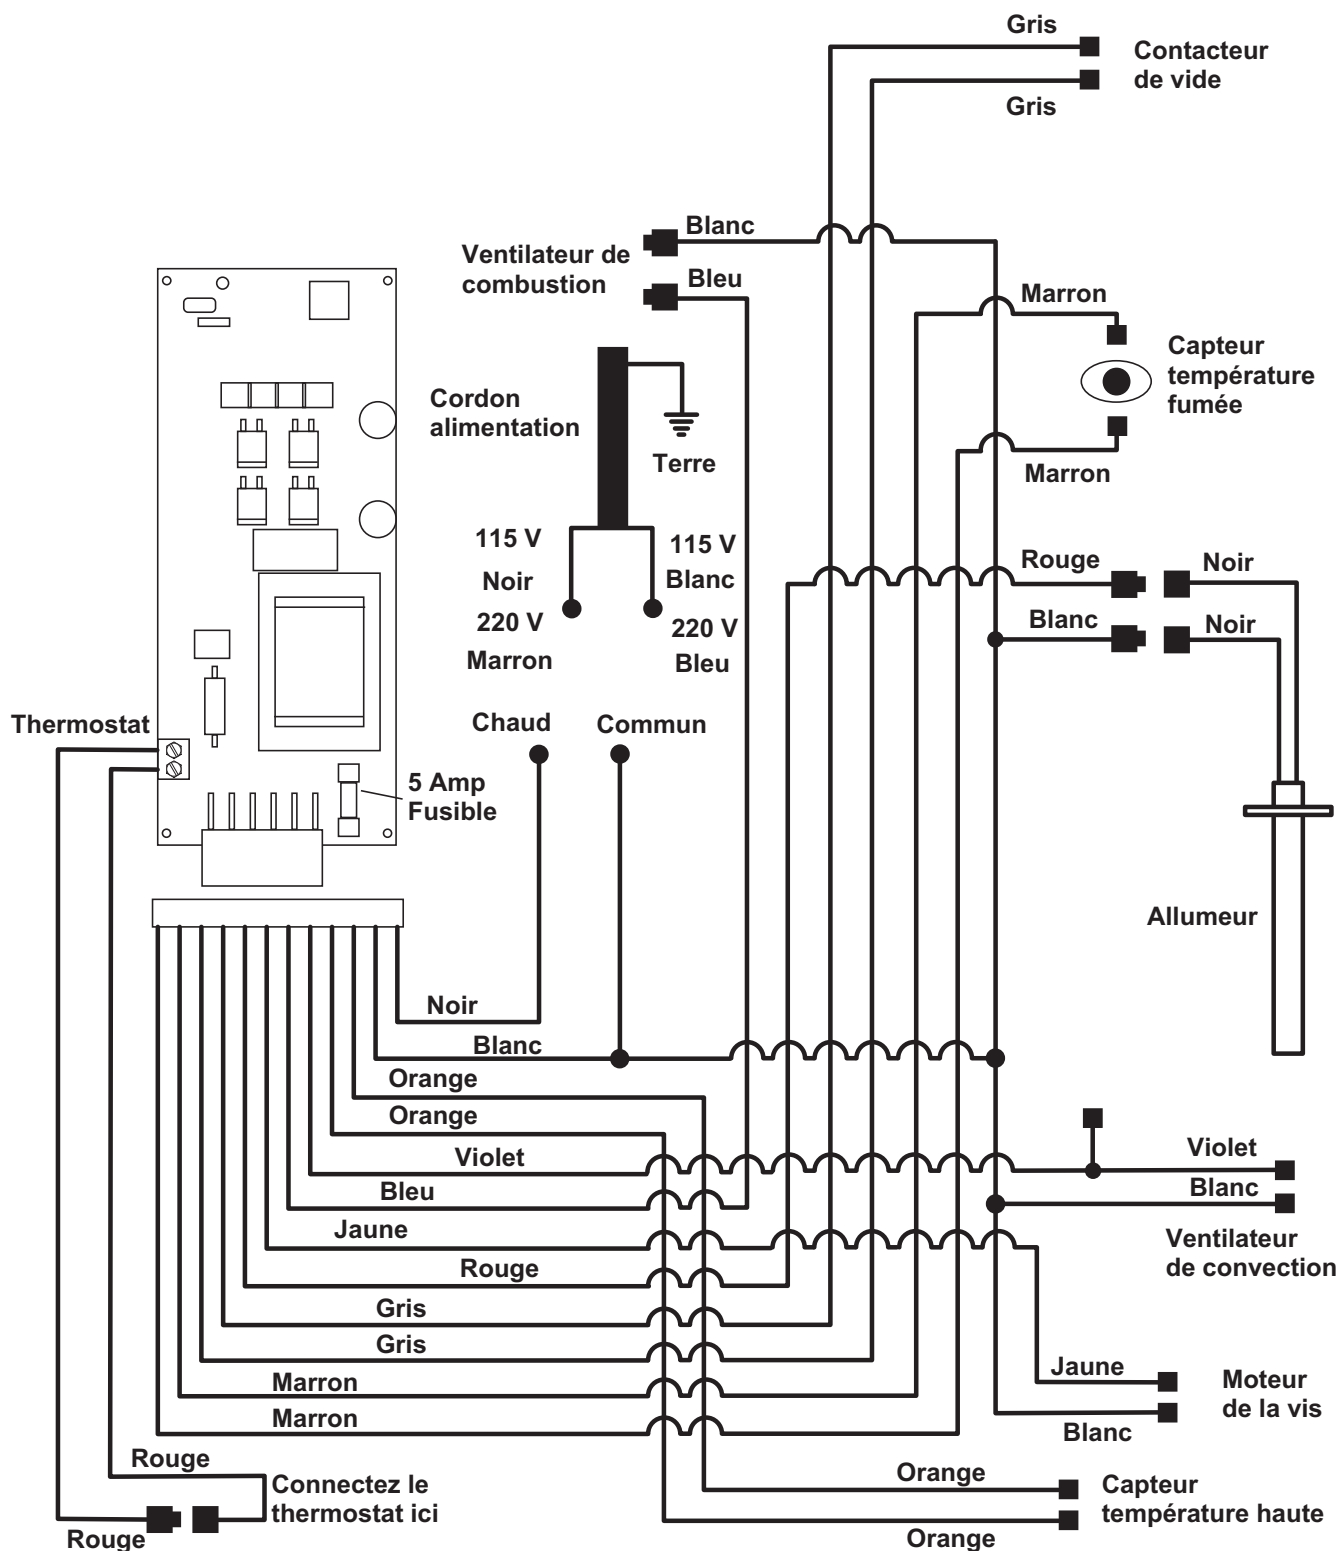 Gris
Contacteur
de vide
Gris
Blanc
Ventilateur de
combustion
Bleu
Marron
Capteur
température
fumée
Cordon
alimentation
Terre
Marron
115 V
Noir
220 V
Marron
115 V
Blanc
220 V
Bleu
Rouge
Noir
Blanc
Noir
Thermostat
Chaud
Commun
5 Amp
Fusible
Allumeur
Noir
Blanc
Orange
Orange
Violet
Violet
Bleu
Blanc
Jaune
Ventilateur
de convection
Rouge
Gris
Gris
Jaune
Moteur
de la vis
Marron
Marron
Blanc
Rouge
Connectez le
thermostat ici
Rouge
Orange
Capteur
température haute
Orange